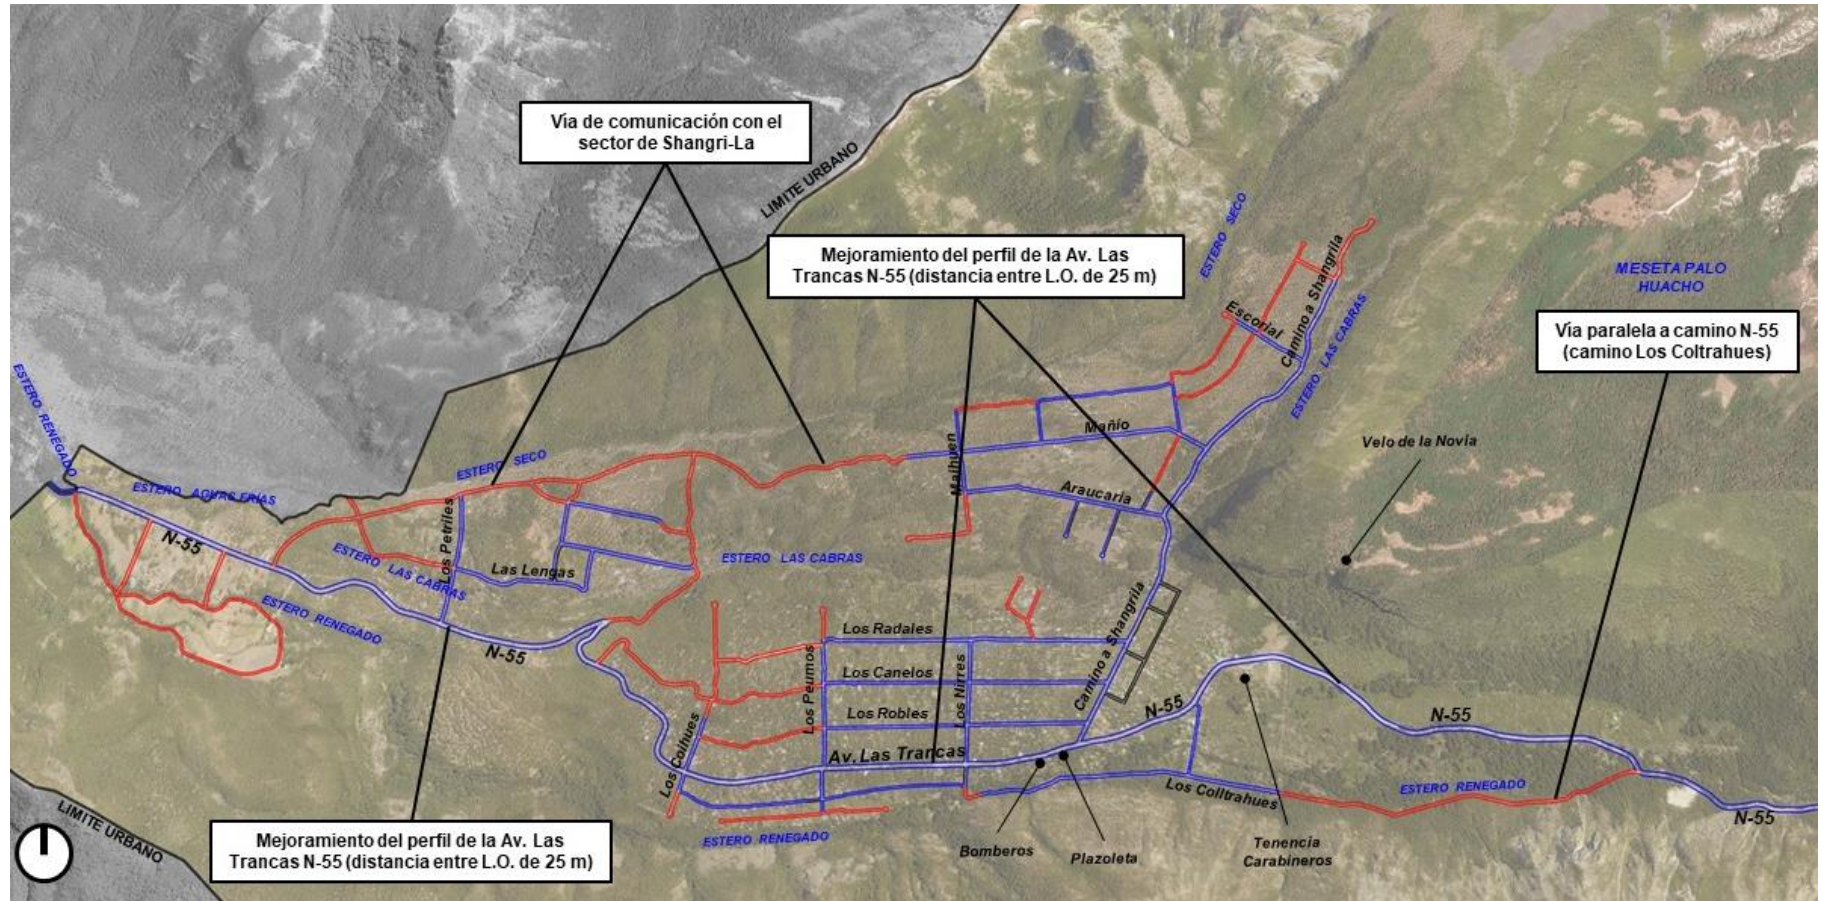 Vía de comunicación con el
sector de Shangri-La
LIMITE URBANO
ESTERO SECO
Mejoramiento del perfil de la Av. Las
Trancas N-55 (distancia entre L.O. de 25 m)
MESETA PALO
HUACHO
Camino a Shangrila
Escorial
ESTERO LAS CABRAS
Vía paralela a camino N-55
(camino Los Coltrahues)
ESTERO RENEGADO
Mañío
Maihuen
Velo de la Novia
ESTERO SECO
ESTERO AGUAS FRIAS
Araucaria
Los Petriles
N-55
ESTERO LAS CABRAS
Las Lengas
ESTERO LAS CABRAS
ESTERO RENEGADO
Los Radales
Camino a Shangrila
N-55
Los Canelos
Los Peumos
Los Ñirres
Los Robles
N-55
N-55
Los Coihues
Av. Las Trancas
Los Colltrahues
ESTERO RENEGADO
N-55
LIMITE URBANO
Mejoramiento del perfil de la Av. Las
Trancas N-55 (distancia entre L.O. de 25 m)
ESTERO RENEGADO
Bomberos
Plazoleta
Tenencia
Carabineros